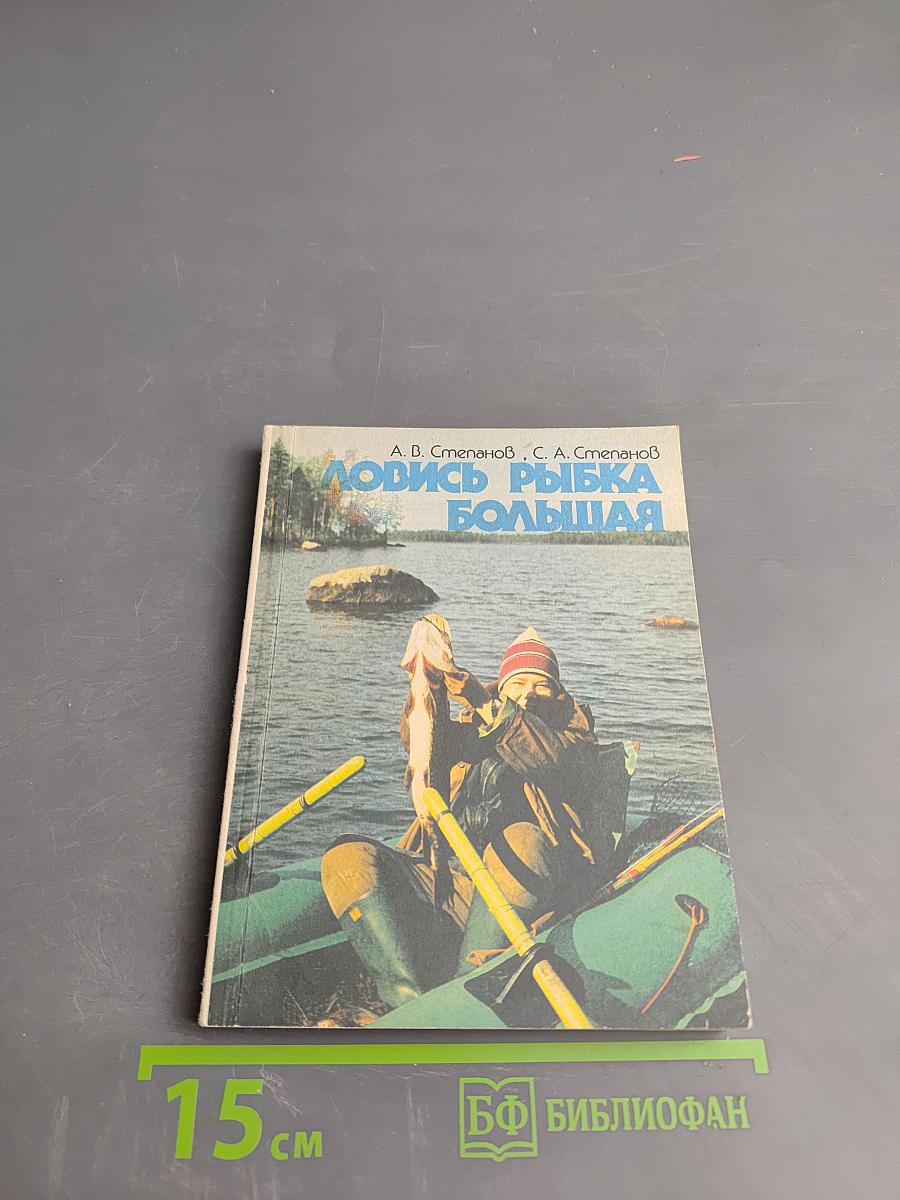 А. В. Степанов , С. А. Степанов
ЛОВИСЬ РЫБКА
БОЛЬШАЯ
15 см
БФ БИБЛИОФАН